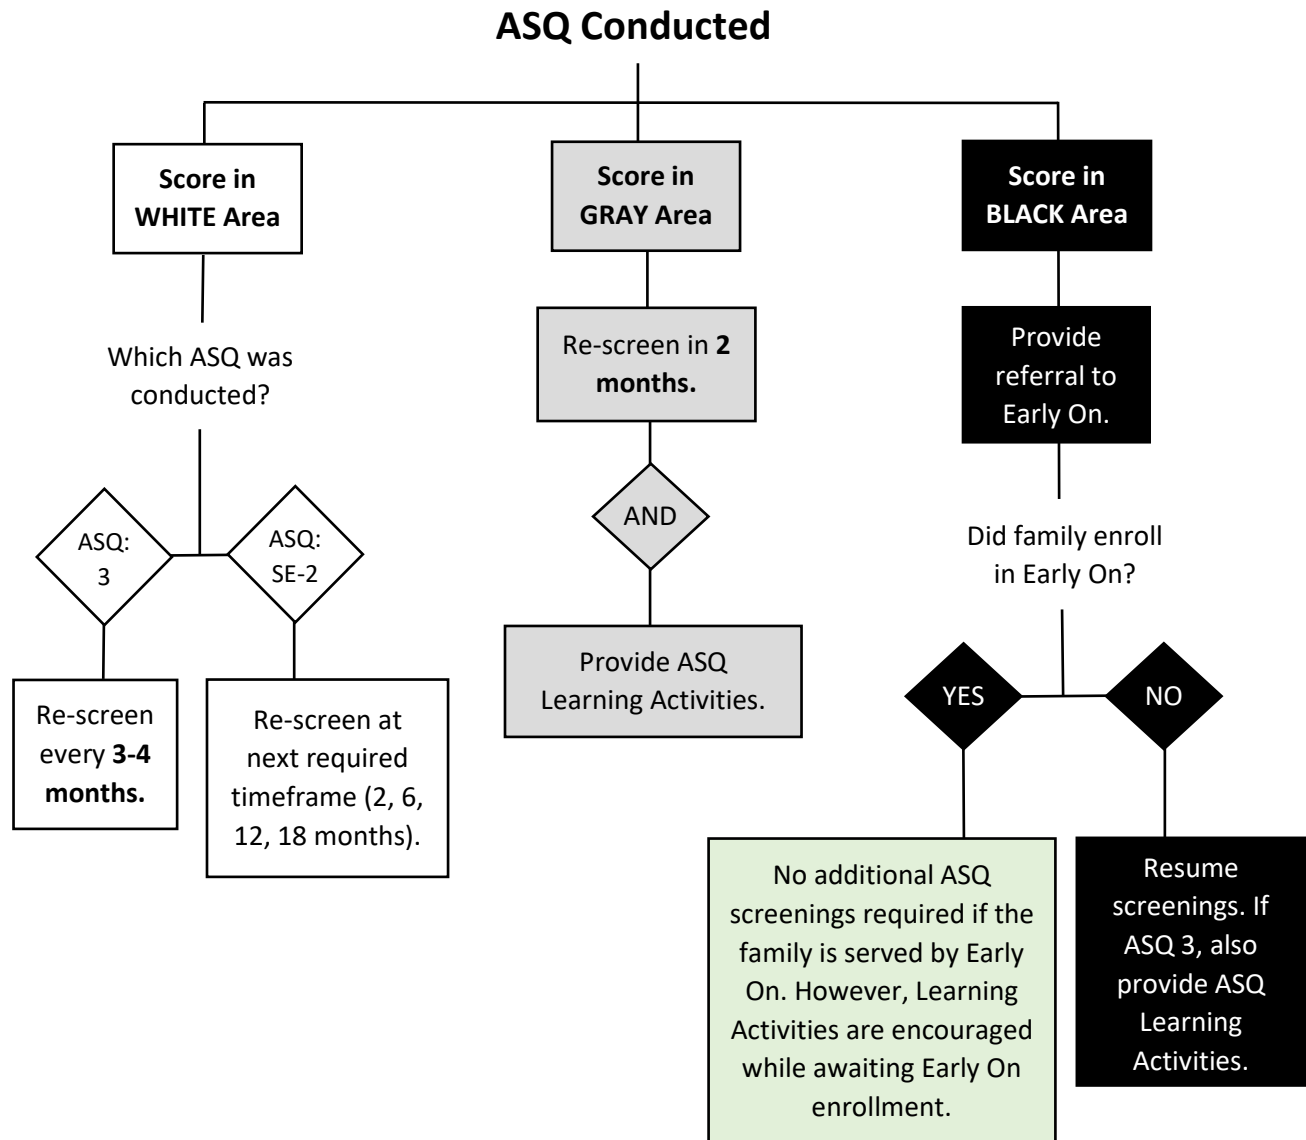 ASQ Conducted
Score in
WHITE Area
Which ASQ was
conducted?
ASQ:
3
ASQ:
SE-2
Re-screen
every 3-4
months.
Re-screen at
next required
timeframe (2, 6,
12, 18 months).
Score in
GRAY Area
Re-screen in 2
months.
AND
Provide ASQ
Learning Activities.
Score in
BLACK Area
Provide
referral to
Early On.
Did family enroll
in Early On?
YES
NO
No additional ASQ
screenings required if the
family is served by Early
On. However, Learning
Activities are encouraged
while awaiting Early On
enrollment.
Resume
screenings. If
ASQ 3, also
provide ASQ
Learning
Activities.